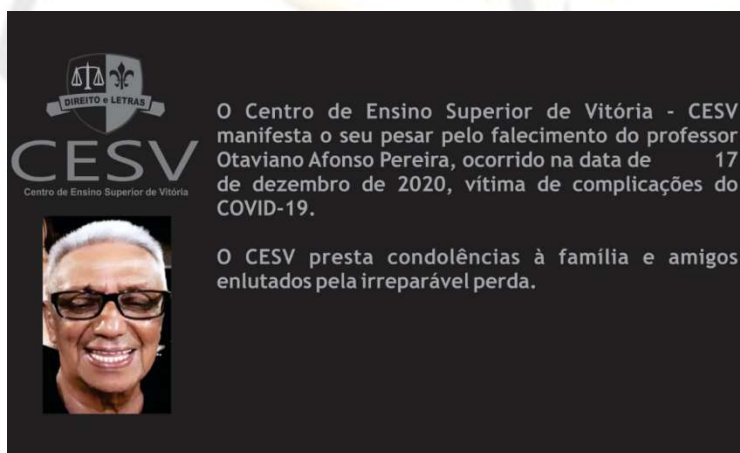 DIREITO e LETRAS
CESV
Centro de Ensino Superior de Vitória
O Centro de Ensino Superior de Vitória - CESV
manifesta o seu pesar pelo falecimento do professor
Otaviano Afonso Pereira, ocorrido na data de 17
de dezembro de 2020, vítima de complicações do
COVID-19.
O CESV presta condolências à família e amigos
enlutados pela irreparável perda.